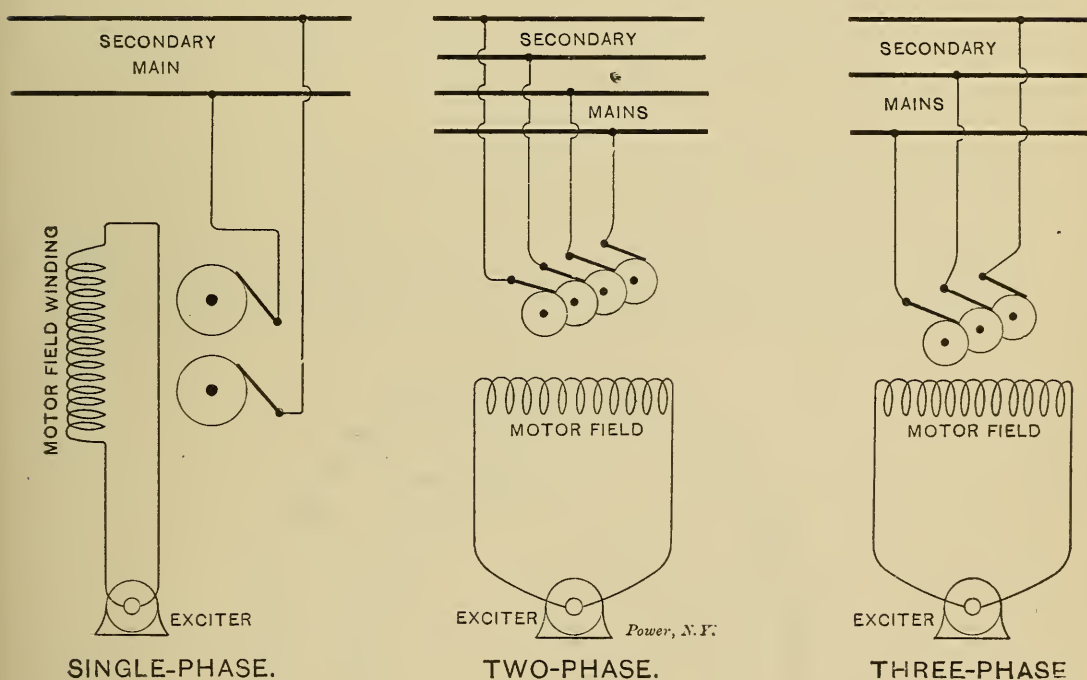 SECONDARY
MAIN
MOTOR FIELD WINDING
EXCITER
SINGLE-PHASE.
SECONDARY
MAINS
MOTOR FIELD
EXCITER
Power, N.Y.
TWO-PHASE.
SECONDARY
MAINS
MOTOR FIELD
EXCITER
THREE-PHASE